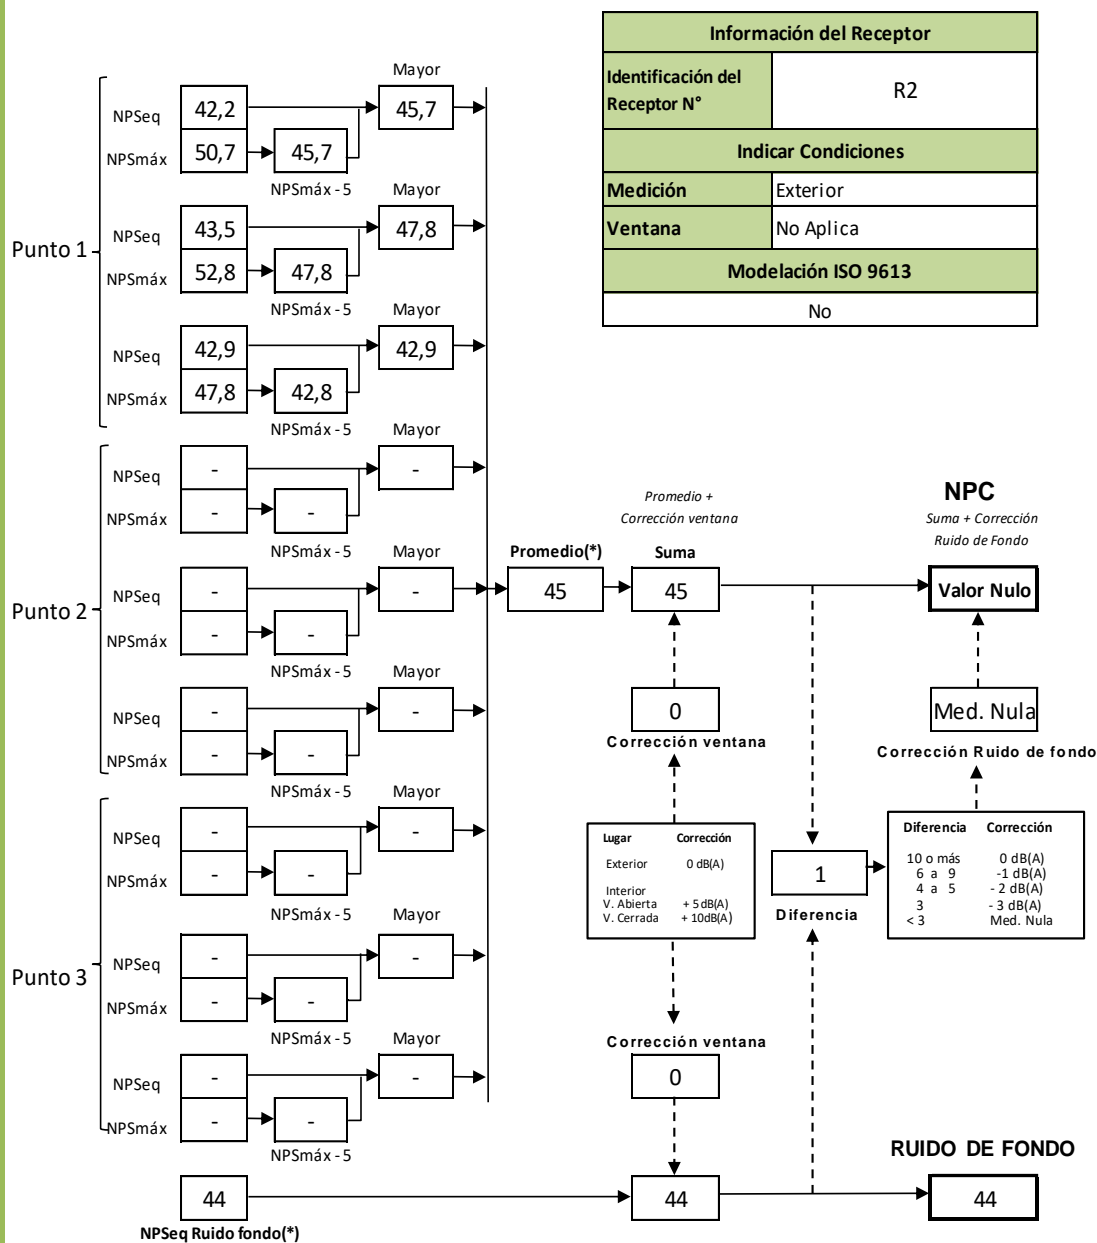 Información del Receptor
Identificación del
Receptor N°
R2
Indicar Condiciones
Medición
Exterior
Ventana
No Aplica
Modelación ISO 9613
No
Punto 1
Mayor
NPSeq
42,2
45,7
NPSmáx
50,7
45,7
NPSmáx - 5
Mayor
NPSeq
43,5
47,8
NPSmáx
52,8
47,8
NPSmáx - 5
Mayor
NPSeq
42,9
42,9
NPSmáx
47,8
42,8
NPSmáx - 5
Punto 2
Mayor
NPSeq
-
-
NPSmáx
-
-
NPSmáx - 5
Mayor
NPSeq
-
-
NPSmáx
-
-
NPSmáx - 5
Mayor
NPSeq
-
-
NPSmáx
-
-
NPSmáx - 5
Punto 3
Mayor
NPSeq
-
-
NPSmáx
-
-
NPSmáx - 5
Mayor
NPSeq
-
-
NPSmáx
-
-
NPSmáx - 5
Mayor
NPSeq
-
-
NPSmáx
-
-
NPSmáx - 5
Promedio(*)
45
Promedio +
Corrección ventana
Suma
45
0
Corrección ventana
Lugar Corrección
Exterior 0 dB(A)
Interior
V. Abierta + 5 dB(A)
V. Cerrada + 10dB(A)
Corrección ventana
0
NPC
Suma + Corrección
Ruido de Fondo
Valor Nulo
Med. Nula
Corrección Ruido de fondo
Diferencia Corrección
10 o más 0 dB(A)
6 a 9 -1 dB(A)
4 a 5 - 2 dB(A)
3 - 3 dB(A)
< 3 Med. Nula
1
Diferencia
44
NPSeq Ruido fondo(*)
44
RUIDO DE FONDO
44